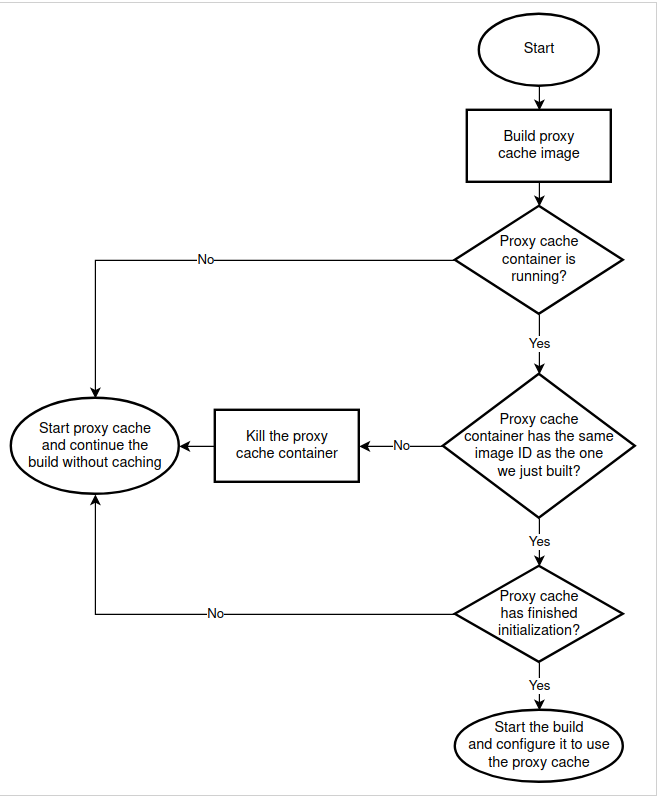 Start
Build proxy
cache image
Proxy cache
container is
running?
No
Yes
Proxy cache
container has the same
image ID as the one
we just built?
No
Kill the proxy
cache container
Start proxy cache
and continue the
build without caching
Yes
Proxy cache
has finished
initialization?
No
Yes
Start the build
and configure it to use
the proxy cache